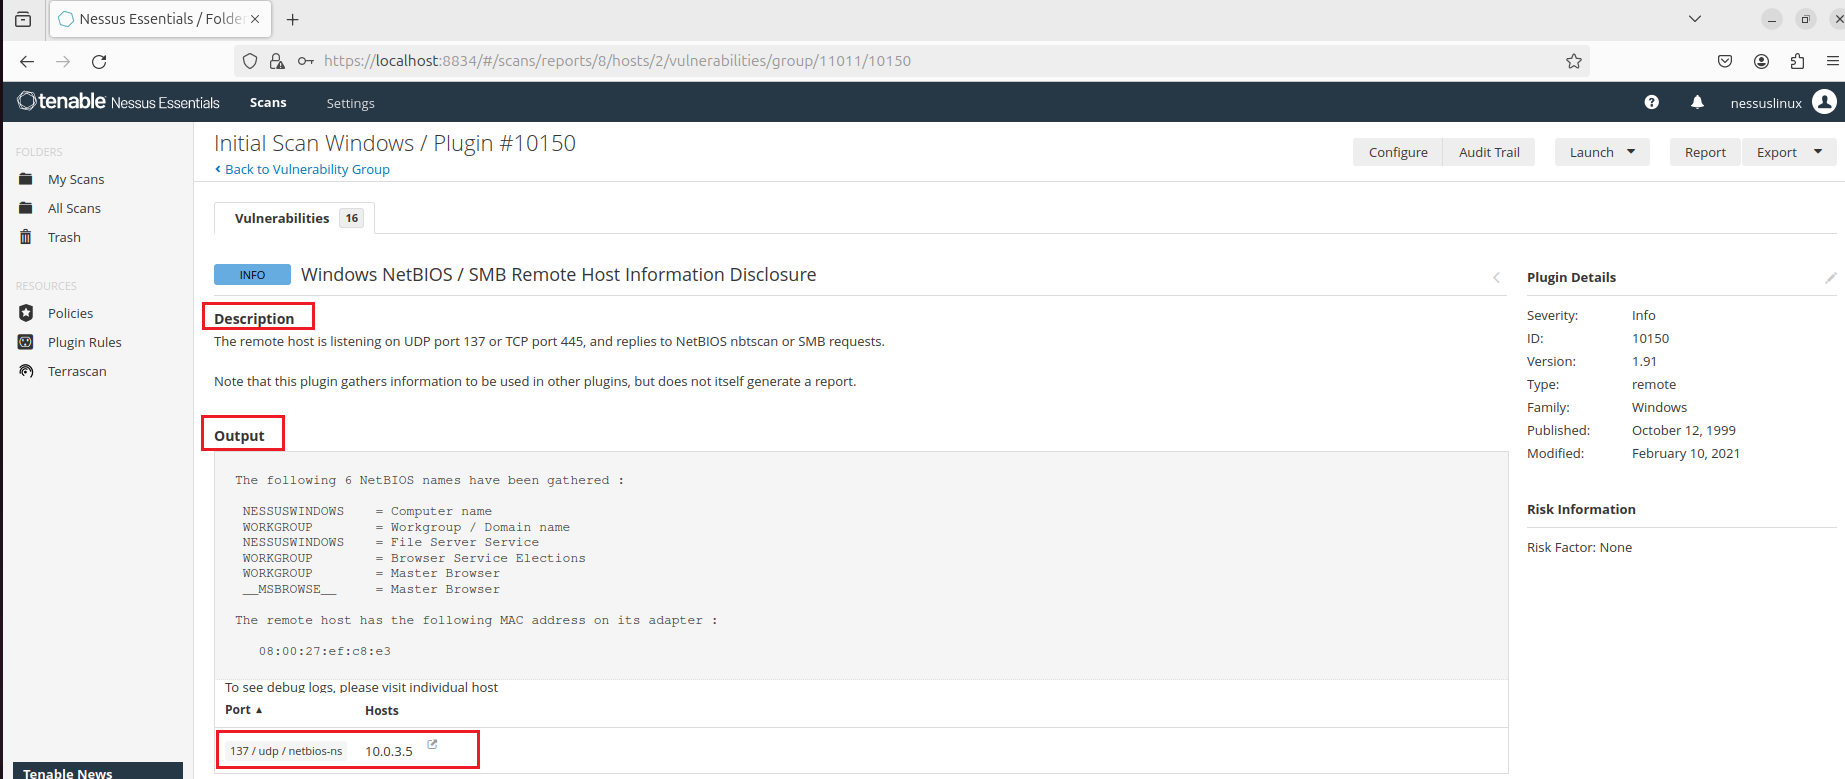 Nessus Essentials / Folde
https://localhost:8834/#/scans/reports/8/hosts/2/vulnerabilities/group/11011/10150
tenable Nessus Essentials
Scans
Settings
nessuslinux
FOLDERS
My Scans
All Scans
Trash
RESOURCES
Policies
Plugin Rules
Terrascan
Tenable News
Initial Scan Windows / Plugin #10150
Back to Vulnerability Group
Configure
Audit Trail
Launch
Report
Export
Vulnerabilities 16
INFO Windows NetBIOS / SMB Remote Host Information Disclosure
Description
The remote host is listening on UDP port 137 or TCP port 445, and replies to NetBIOS nbtscan or SMB requests.
Note that this plugin gathers information to be used in other plugins, but does not itself generate a report.
Output
The following 6 NetBIOS names have been gathered :
NESSUSWINDOWS = Computer name
WORKGROUP = Workgroup / Domain name
NESSUSWINDOWS = File Server Service
WORKGROUP = Browser Service Elections
WORKGROUP = Master Browser
__MSBROWSE__ = Master Browser
The remote host has the following MAC address on its adapter :
08:00:27:ef:c8:e3
To see debug logs, please visit individual host
Port ▲ Hosts
137 / udp / netbios-ns 10.0.3.5
Plugin Details
Severity: Info
ID: 10150
Version: 1.91
Type: remote
Family: Windows
Published: October 12, 1999
Modified: February 10, 2021
Risk Information
Risk Factor: None